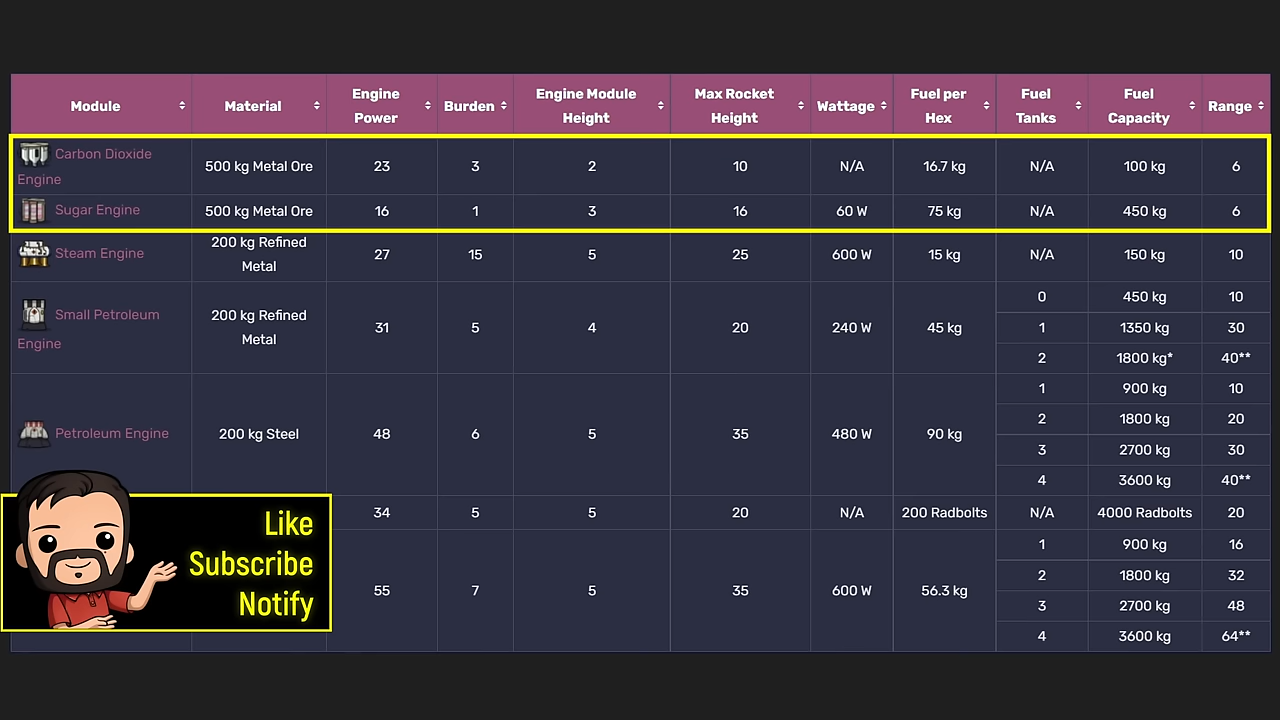 Module Material Engine Power Burden Engine Module Height Max Rocket Height Wattage Fuel per Hex Fuel Tanks Fuel Capacity Range
Carbon Dioxide Engine 500 kg Metal Ore 23 3 2 10 N/A 16.7 kg N/A 100 kg 6
Sugar Engine 500 kg Metal Ore 16 1 3 16 60 W 75 kg N/A 450 kg 6
Steam Engine 200 kg Refined Metal 27 15 5 25 600 W 15 kg N/A 150 kg 10
Small Petroleum Engine 200 kg Refined Metal 31 5 4 20 240 W 45 kg 0 450 kg 10
1 1350 kg 30
2 1800 kg* 40**
Petroleum Engine 200 kg Steel 48 6 5 35 480 W 90 kg 1 900 kg 10
2 1800 kg 20
3 2700 kg 30
4 3600 kg 40**
34 5 5 20 N/A 200 Radbolts N/A 4000 Radbolts 20
55 7 5 35 600 W 56.3 kg 1 900 kg 16
2 1800 kg 32
3 2700 kg 48
4 3600 kg 64**
Like
Subscribe
Notify